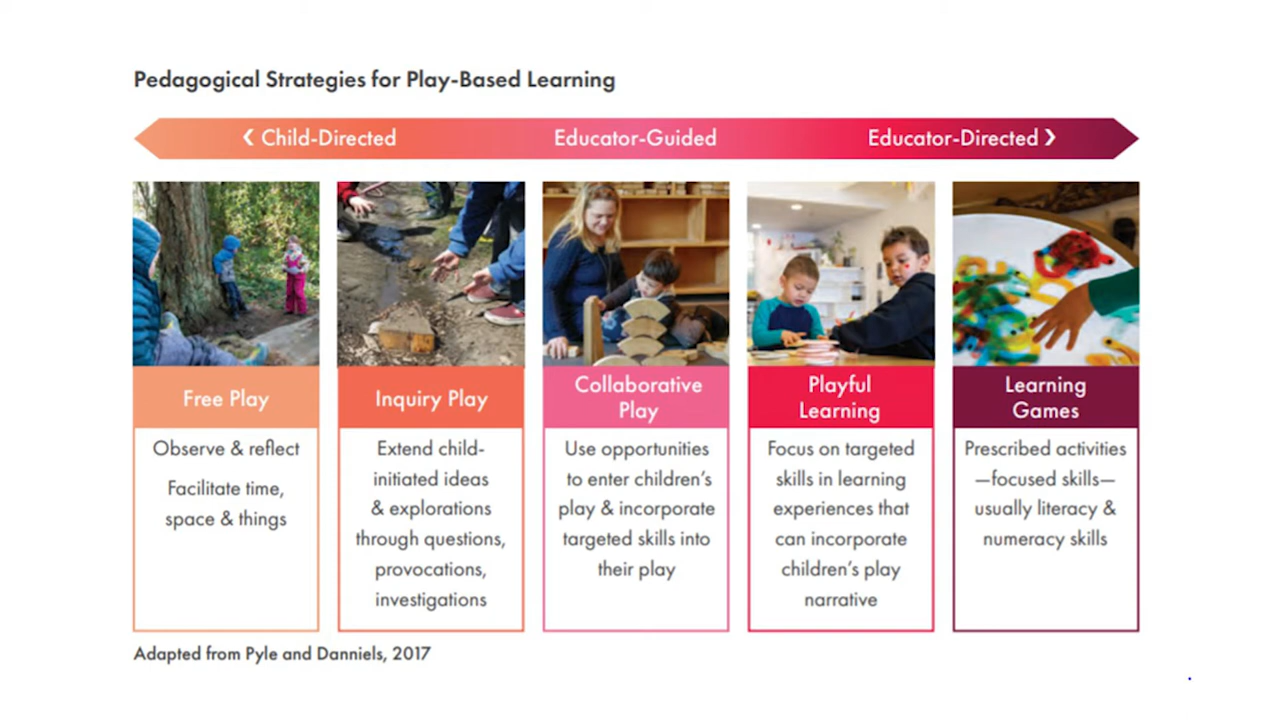 Pedagogical Strategies for Play-Based Learning
‹ Child-Directed
Educator-Guided
Educator-Directed ›
Free Play
Observe & reflect
Facilitate time,
space & things
Inquiry Play
Extend child-
initiated ideas
& explorations
through questions,
provocations,
investigations
Collaborative
Play
Use opportunities
to enter children's
play & incorporate
targeted skills into
their play
Playful
Learning
Focus on targeted
skills in learning
experiences that
can incorporate
children's play
narrative
Learning
Games
Prescribed activities
—focused skills—
usually literacy &
numeracy skills
Adapted from Pyle and Danniels, 2017